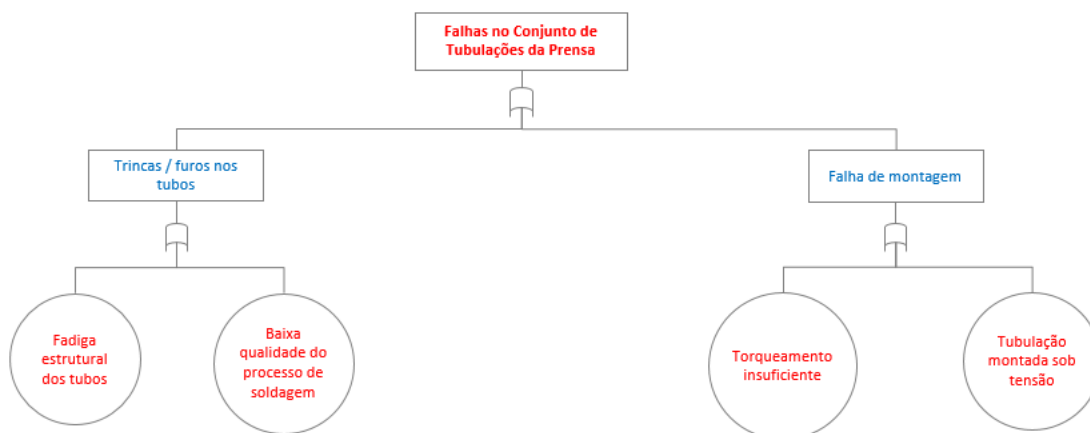 Falhas no Conjunto de
Tubulações da Prensa
Trincas / furos nos
tubos
Falha de montagem
Fadiga
estrutural
dos tubos
Baixa
qualidade do
processo de
soldagem
Torqueamento
insuficiente
Tubulação
montada sob
tensão